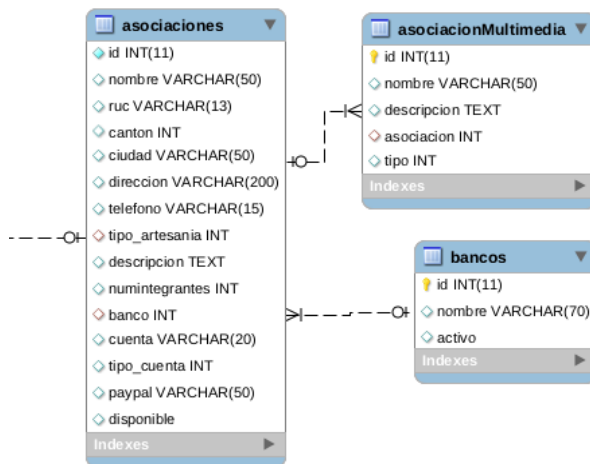 asociaciones
id INT(11)
nombre VARCHAR(50)
ruc VARCHAR(13)
canton INT
ciudad VARCHAR(50)
direccion VARCHAR(200)
telefono VARCHAR(15)
tipo_artesania INT
descripcion TEXT
numintegrantes INT
banco INT
cuenta VARCHAR(20)
tipo_cuenta INT
paypal VARCHAR(50)
disponible
Indexes
asociacionMultimedia
id INT(11)
nombre VARCHAR(50)
descripcion TEXT
asociacion INT
tipo INT
Indexes
bancos
id INT(11)
nombre VARCHAR(70)
activo
Indexes